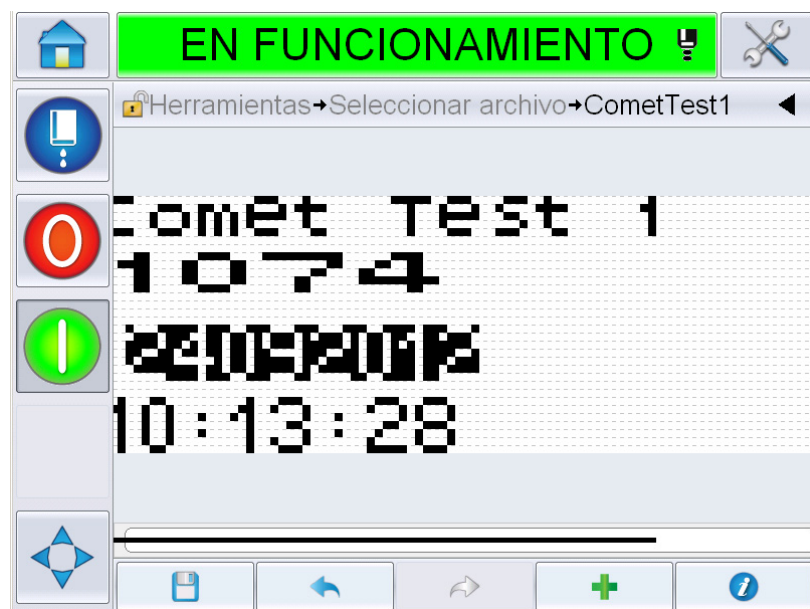 EN FUNCIONAMIENTO
Herramientas→Seleccionar archivo→CometTest1
Comet Test 1
1074
10:13:28